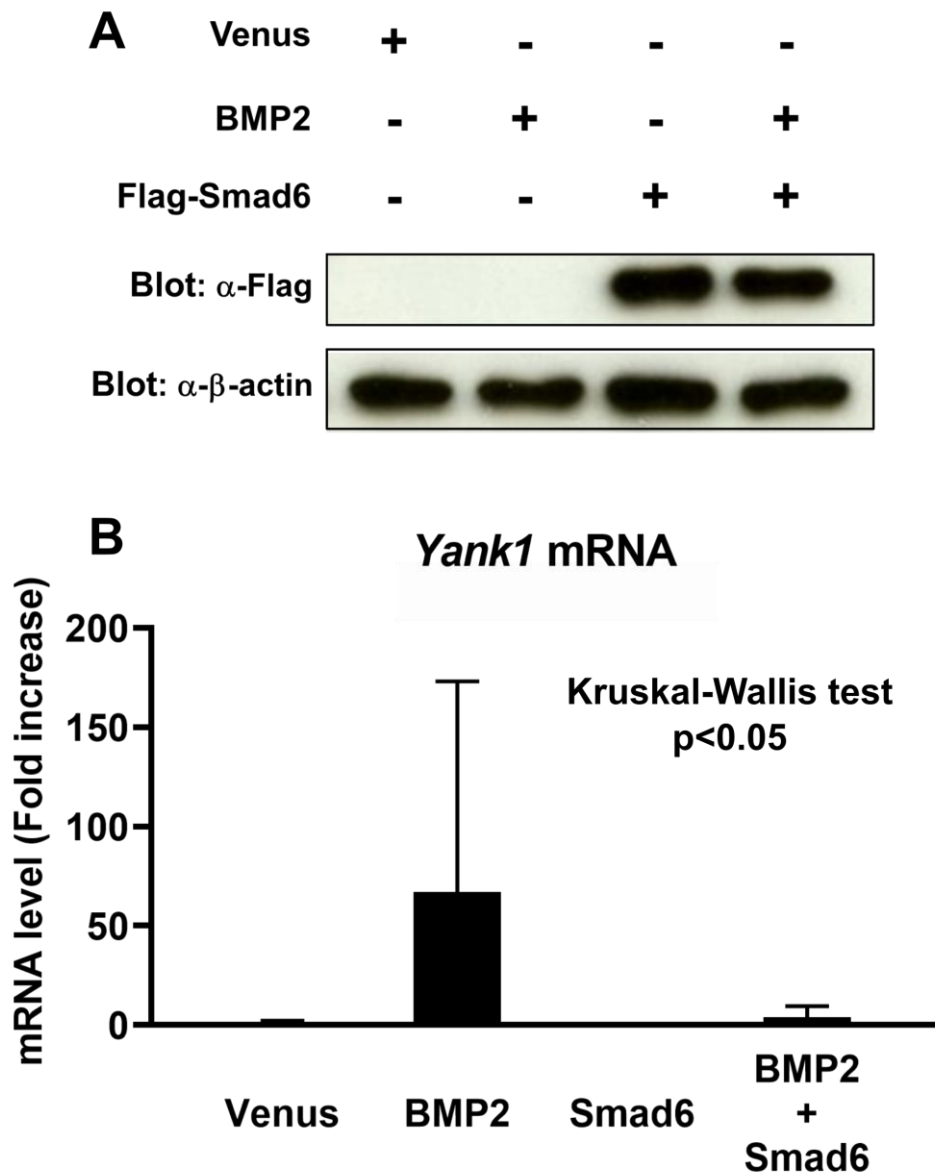 A
Venus + - - -
BMP2 - + - +
Flag-Smad6 - - + +
Blot: α-Flag
Blot: α-β-actin
B
Yank1 mRNA
mRNA level (Fold increase)
200
150
100
50
0
Kruskal-Wallis test
p<0.05
Venus
BMP2
Smad6
BMP2
+
Smad6